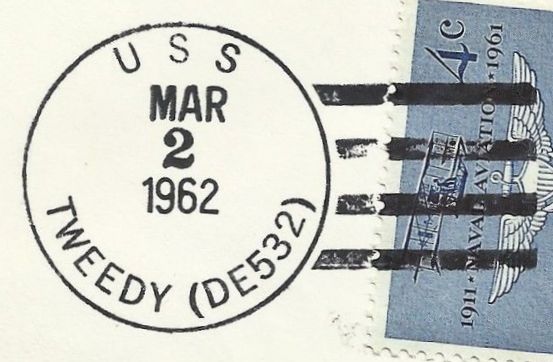 USS
MAR
2
1962
TWEEDY (DE532)
4c
1911★NAVAL AVIATION★1961